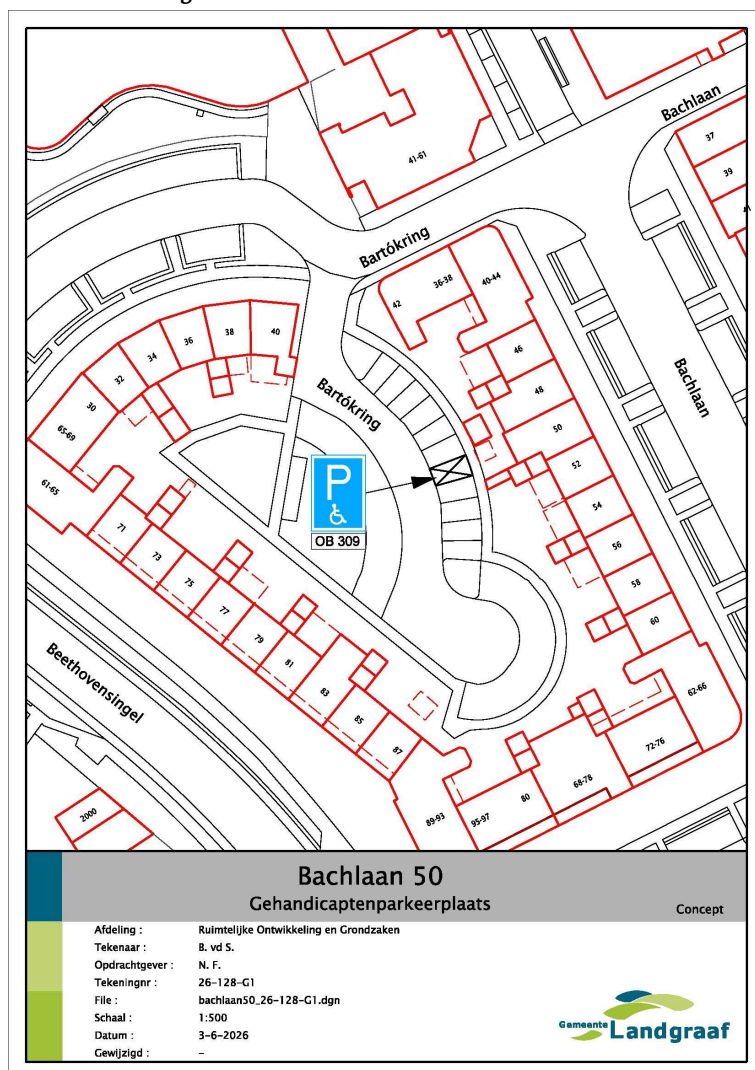 Bachlaan
37
39
41-61
Bartókring
36-38
40-44
42
46
48
50
52
54
56
58
60
62-66
Bachlaan
40
38
36
34
32
30
65-69
61-65
Bartókring
P
OB 309
71
73
75
77
79
81
83
85
87
89-93
95-97
80
68-78
72-76
Beethovensingel
2000
Bachlaan 50
Gehandicaptenparkeerplaats
Concept
Afdeling : Ruimtelijke Ontwikkeling en Grondzaken
Tekenaar : B. vd S.
Opdrachtgever : N. F.
Tekeningnr : 26-128-G1
File : bachlaan50_26-128-G1.dgn
Schaal : 1:500
Datum : 3-6-2026
Gewijzigd : -
Gemeente Landgraaf